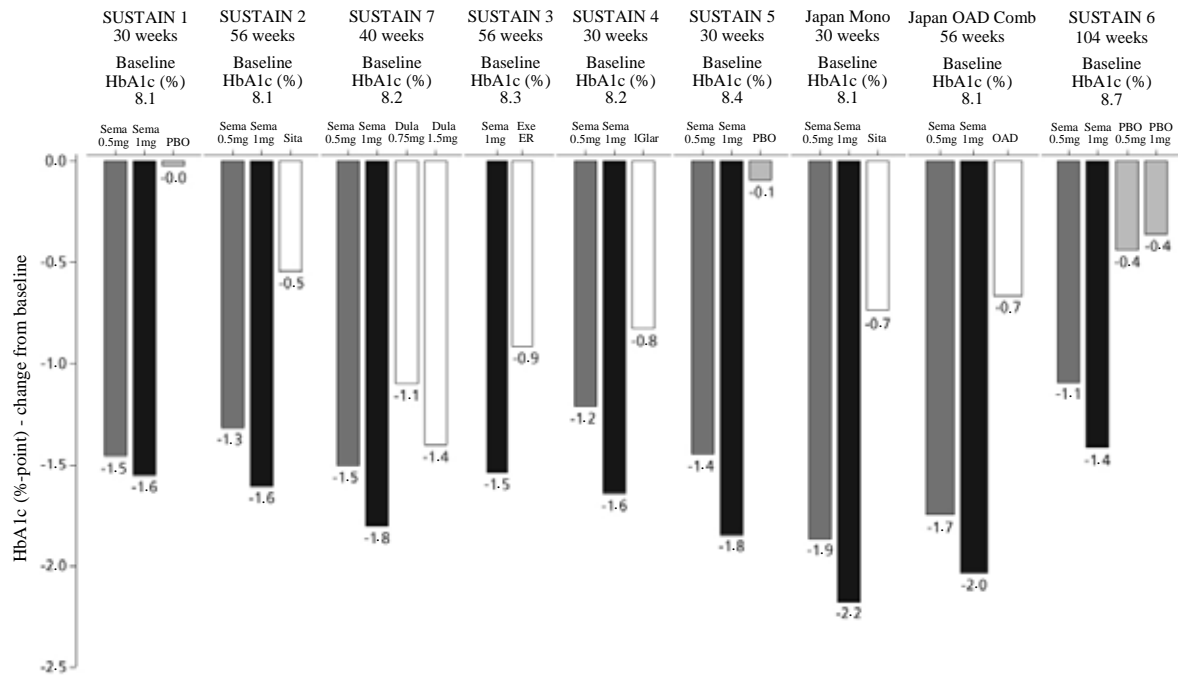 SUSTAIN 1
30 weeks
Baseline
HbA1c (%)
8.1
SUSTAIN 2
56 weeks
Baseline
HbA1c (%)
8.1
SUSTAIN 7
40 weeks
Baseline
HbA1c (%)
8.2
SUSTAIN 3
56 weeks
Baseline
HbA1c (%)
8.3
SUSTAIN 4
30 weeks
Baseline
HbA1c (%)
8.2
SUSTAIN 5
30 weeks
Baseline
HbA1c (%)
8.4
Japan Mono
30 weeks
Baseline
HbA1c (%)
8.1
Japan OAD Comb
56 weeks
Baseline
HbA1c (%)
8.1
SUSTAIN 6
104 weeks
Baseline
HbA1c (%)
8.7
Sema
0.5mg
Sema
1mg
PBO
Sema
0.5mg
Sema
1mg
Sita
Sema
0.5mg
Sema
1mg
Dula
0.75mg
Dula
1.5mg
Sema
1mg
Exe
ER
Sema
0.5mg
Sema
1mg
IGlar
Sema
0.5mg
Sema
1mg
PBO
Sema
0.5mg
Sema
1mg
Sita
Sema
0.5mg
Sema
1mg
OAD
Sema
0.5mg
Sema
1mg
PBO
0.5mg
PBO
1mg
HbA1c (%-point) - change from baseline
0.0
-0.5
-1.0
-1.5
-2.0
-2.5
-1.5
-1.6
-0.0
-1.3
-1.6
-0.5
-1.5
-1.8
-1.1
-1.4
-1.5
-0.9
-1.2
-1.6
-0.8
-1.4
-1.8
-0.1
-1.9
-2.2
-0.7
-1.7
-2.0
-0.7
-1.1
-1.4
-0.4
-0.4